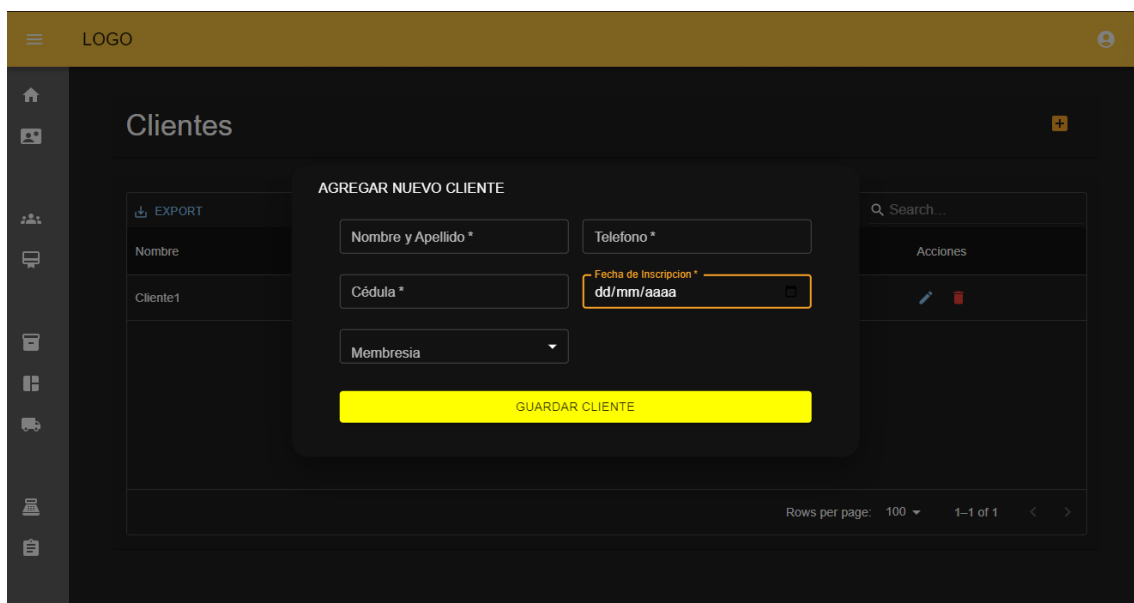 LOGO
Clientes
AGREGAR NUEVO CLIENTE
EXPORT
Search...
Nombre y Apellido *
Telefono *
Nombre
Acciones
Fecha de Inscripcion *
Cédula *
dd/mm/aaaa
Cliente1
Membresia
GUARDAR CLIENTE
Rows per page: 100 1–1 of 1